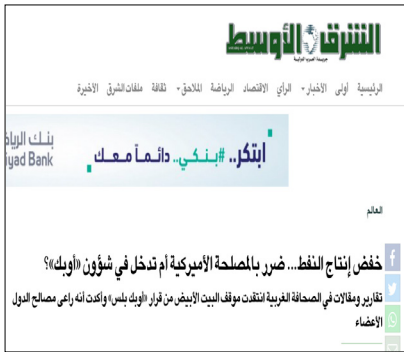 الشرق الأوسط
جريدة العرب الدولية
الرئيسية أولى الأخبار الرأي الاقتصاد الرياضة الملاحق ثقافة ملفات الشرق الأخيرة
ابتكر.. #بنكي.. دائماً معك
بنك الرياض
iyad Bank
العالم
خفض إنتاج النفط... ضرر بالمصلحة الأميركية أم تدخل في شؤون «أوبك»؟
تقارير ومقالات في الصحافة الغربية انتقدت موقف البيت الأبيض من قرار «أوبك بلس» وأكدت أنه راعى مصالح الدول
الأعضاء